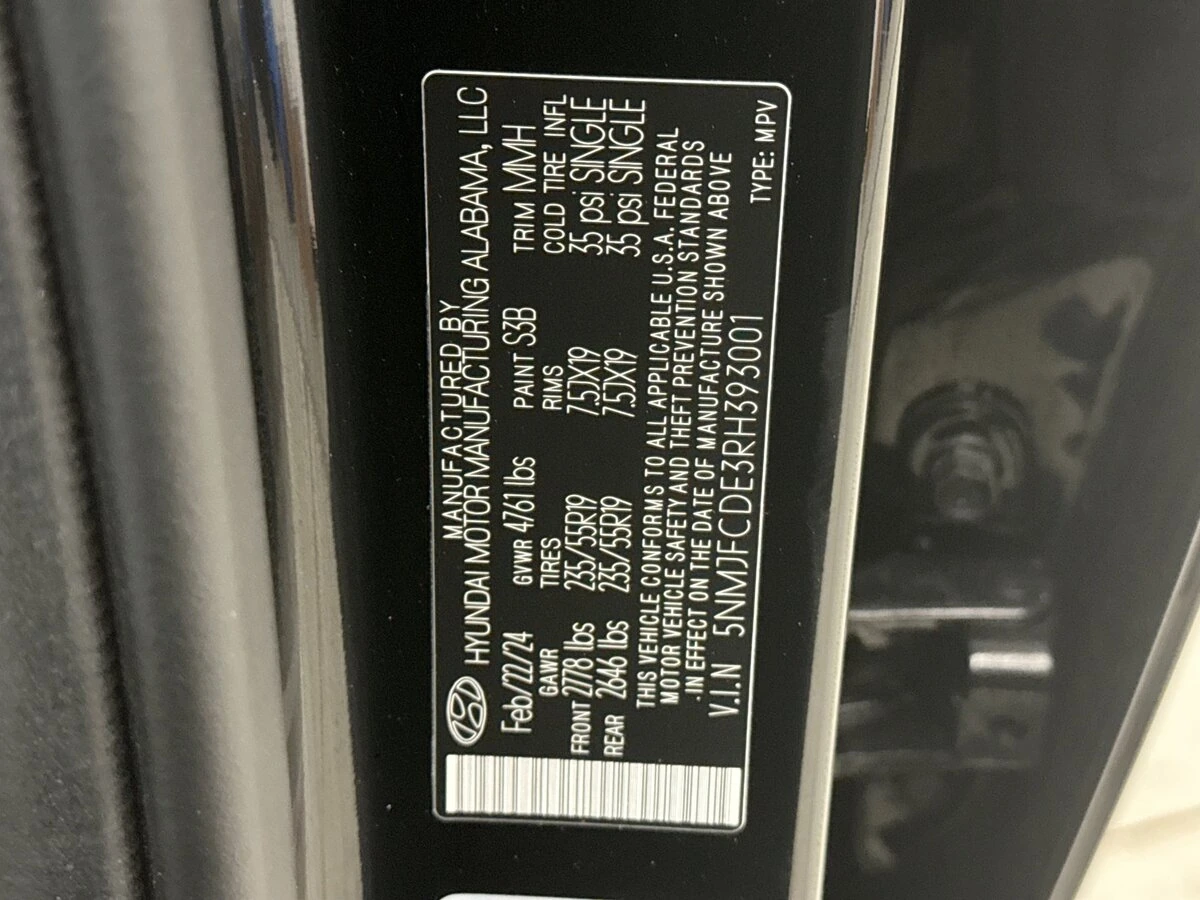 MANUFACTURED BY
HYUNDAI MOTOR MANUFACTURING ALABAMA, LLC
Feb/22/24 GVWR 4761 lbs PAINT S3B TRIM MMH
GAWR TIRES RIMS COLD TIRE INFL
FRONT 2778 lbs 235/55R19 7.5JX19 35 psi SINGLE
REAR 2646 lbs 235/55R19 7.5JX19 35 psi SINGLE
THIS VEHICLE CONFORMS TO ALL APPLICABLE U.S.A. FEDERAL
MOTOR VEHICLE SAFETY AND THEFT PREVENTION STANDARDS
IN EFFECT ON THE DATE OF MANUFACTURE SHOWN ABOVE
V.I.N 5NMJFCDE3RH393001 TYPE: MPV